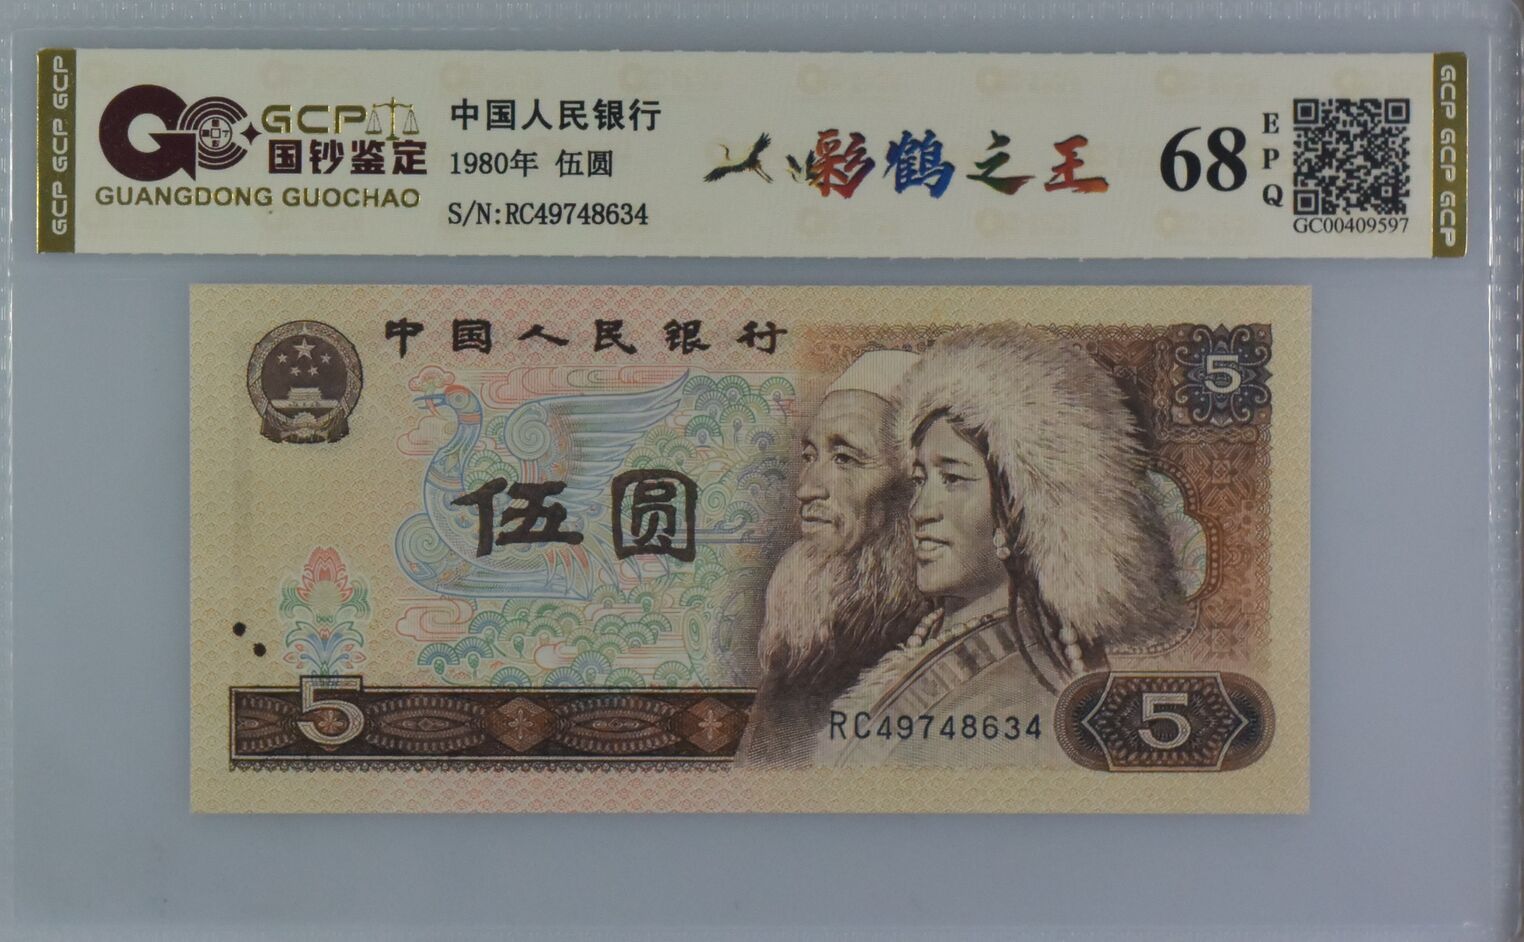 GCP GCP GCP
GCP
国钞鉴定
GUANGDONG GUOCHAO
中国人民银行
1980年 伍圆
S/N:RC49748634
彩鹤之王
68
EPQ
GC00409597
GCP GCP GCP
中国人民银行
5
伍圆
5
RC49748634
5